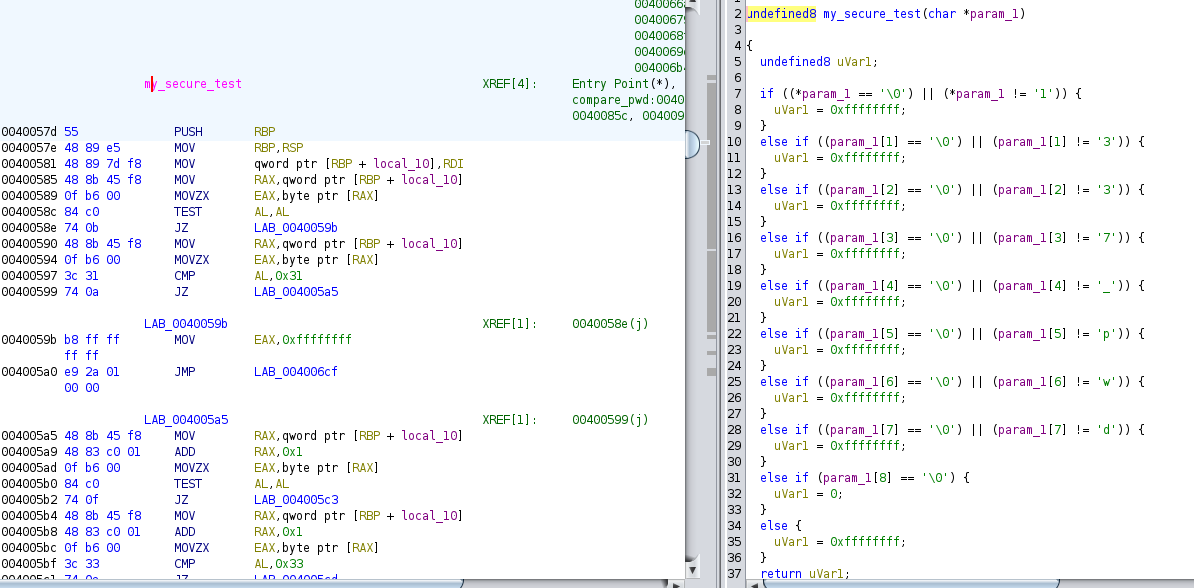 0040067
0040068
004006b
my_secure_test XREF[4]: Entry Point(*),
compare_pwd:0040
0040085c, 004009
0040057d 55 PUSH RBP
0040057e 48 89 e5 MOV RBP,RSP
00400581 48 89 7d f8 MOV qword ptr [RBP + local_10],RDI
00400585 48 8b 45 f8 MOV RAX,qword ptr [RBP + local_10]
00400589 0f b6 00 MOVZX EAX,byte ptr [RAX]
0040058c 84 c0 TEST AL,AL
0040058e 74 0b JZ LAB_0040059b
00400590 48 8b 45 f8 MOV RAX,qword ptr [RBP + local_10]
00400594 0f b6 00 MOVZX EAX,byte ptr [RAX]
00400597 3c 31 CMP AL,0x31
00400599 74 0a JZ LAB_004005a5
LAB_0040059b XREF[1]: 0040058e(j)
0040059b b8 ff ff MOV EAX,0xffffffff
ff ff
004005a0 e9 2a 01 JMP LAB_004006cf
00 00
LAB_004005a5 XREF[1]: 00400599(j)
004005a5 48 8b 45 f8 MOV RAX,qword ptr [RBP + local_10]
004005a9 48 83 c0 01 ADD RAX,0x1
004005ad 0f b6 00 MOVZX EAX,byte ptr [RAX]
004005b0 84 c0 TEST AL,AL
004005b2 74 0f JZ LAB_004005c3
004005b4 48 8b 45 f8 MOV RAX,qword ptr [RBP + local_10]
004005b8 48 83 c0 01 ADD RAX,0x1
004005bc 0f b6 00 MOVZX EAX,byte ptr [RAX]
004005bf 3c 33 CMP AL,0x33
2 undefined8 my_secure_test(char *param_1)
3
4 {
5 undefined8 uVar1;
6
7 if ((*param_1 == '\0') || (*param_1 != '1')) {
8 uVar1 = 0xffffffff;
9 }
10 else if ((param_1[1] == '\0') || (param_1[1] != '3')) {
11 uVar1 = 0xffffffff;
12 }
13 else if ((param_1[2] == '\0') || (param_1[2] != '3')) {
14 uVar1 = 0xffffffff;
15 }
16 else if ((param_1[3] == '\0') || (param_1[3] != '7')) {
17 uVar1 = 0xffffffff;
18 }
19 else if ((param_1[4] == '\0') || (param_1[4] != '_')) {
20 uVar1 = 0xffffffff;
21 }
22 else if ((param_1[5] == '\0') || (param_1[5] != 'p')) {
23 uVar1 = 0xffffffff;
24 }
25 else if ((param_1[6] == '\0') || (param_1[6] != 'w')) {
26 uVar1 = 0xffffffff;
27 }
28 else if ((param_1[7] == '\0') || (param_1[7] != 'd')) {
29 uVar1 = 0xffffffff;
30 }
31 else if (param_1[8] == '\0') {
32 uVar1 = 0;
33 }
34 else {
35 uVar1 = 0xffffffff;
36 }
37 return uVar1;